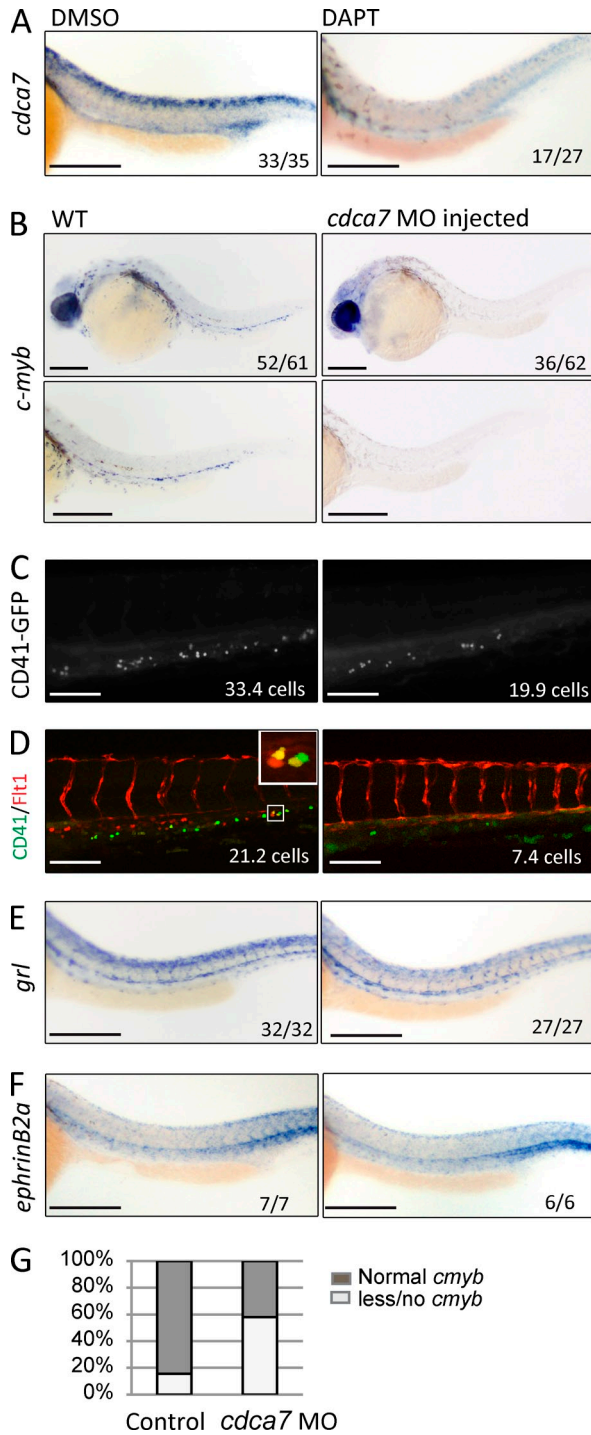 A
DMSO
DAPT
cdca7
33/35
17/27
B
WT
cdca7 MO injected
c-myb
52/61
36/62
C
CD41-GFP
33.4 cells
19.9 cells
D
CD41/Flt1
21.2 cells
7.4 cells
E
grl
32/32
27/27
F
ephrinB2a
7/7
6/6
G
100%
80%
60%
40%
20%
0%
Normal cmyb
less/no cmyb
Control
cdca7 MO